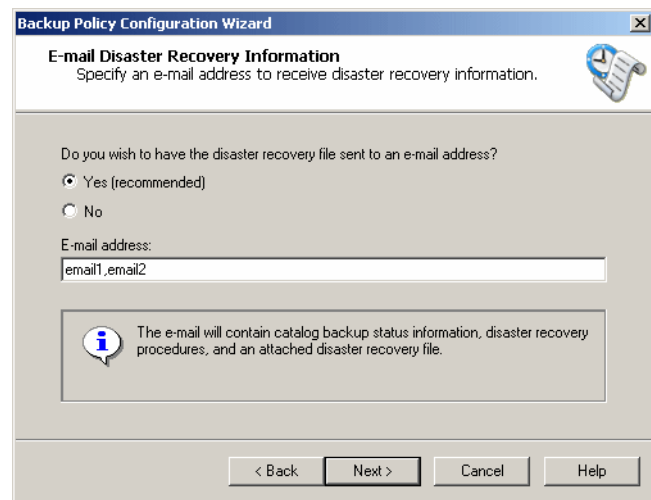 Backup Policy Configuration Wizard
E-mail Disaster Recovery Information
Specify an e-mail address to receive disaster recovery information.
Do you wish to have the disaster recovery file sent to an e-mail address?
Yes (recommended)
No
E-mail address:
email1,email2
The e-mail will contain catalog backup status information, disaster recovery
procedures, and an attached disaster recovery file.
< Back Next > Cancel Help